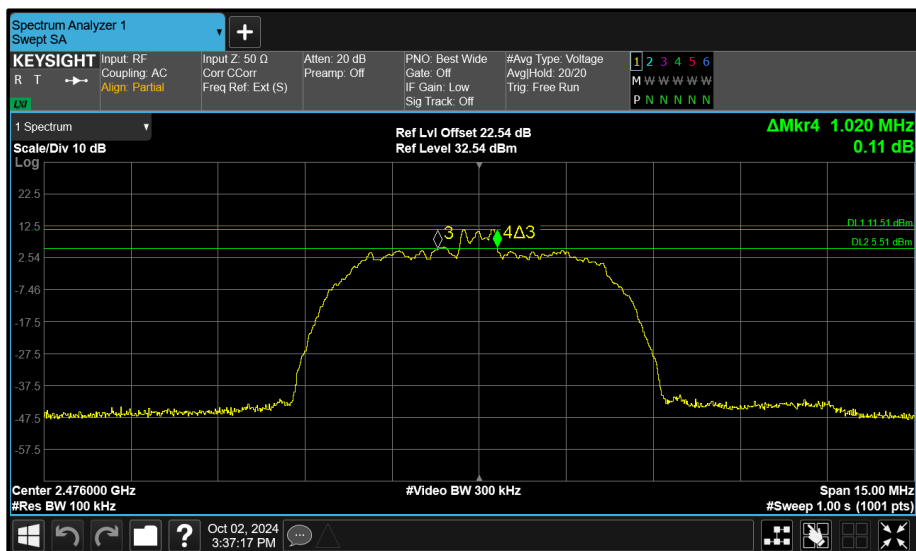 Spectrum Analyzer 1
Swept SA
+
KEYSIGHT
R T
LXI
Input: RF
Coupling: AC
Align: Partial
Input Z: 50 Ω
Corr CCorr
Freq Ref: Ext (S)
Atten: 20 dB
Preamp: Off
PNO: Best Wide
Gate: Off
IF Gain: Low
Sig Track: Off
#Avg Type: Voltage
Avg|Hold: 20/20
Trig: Free Run
1 2 3 4 5 6
M W W W W W
P N N N N N
1 Spectrum
Scale/Div 10 dB
Ref Lvl Offset 22.54 dB
Ref Level 32.54 dBm
ΔMkr4 1.020 MHz
0.11 dB
Log
22.5
12.5
2.54
-7.46
-17.5
-27.5
-37.5
-47.5
-57.5
3
4Δ3
DL1 11.51 dBm
DL2 5.51 dBm
Center 2.476000 GHz
#Res BW 100 kHz
#Video BW 300 kHz
Span 15.00 MHz
#Sweep 1.00 s (1001 pts)
?
Oct 02, 2024
3:37:17 PM